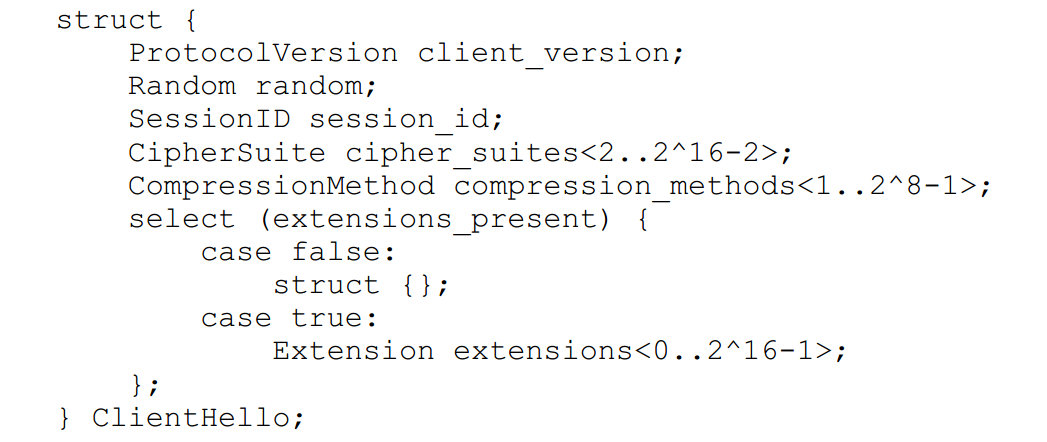 struct {
    ProtocolVersion client_version;
    Random random;
    SessionID session_id;
    CipherSuite cipher_suites<2..2^16-2>;
    CompressionMethod compression_methods<1..2^8-1>;
    select (extensions_present) {
        case false:
            struct {};
        case true:
            Extension extensions<0..2^16-1>;
    };
} ClientHello;